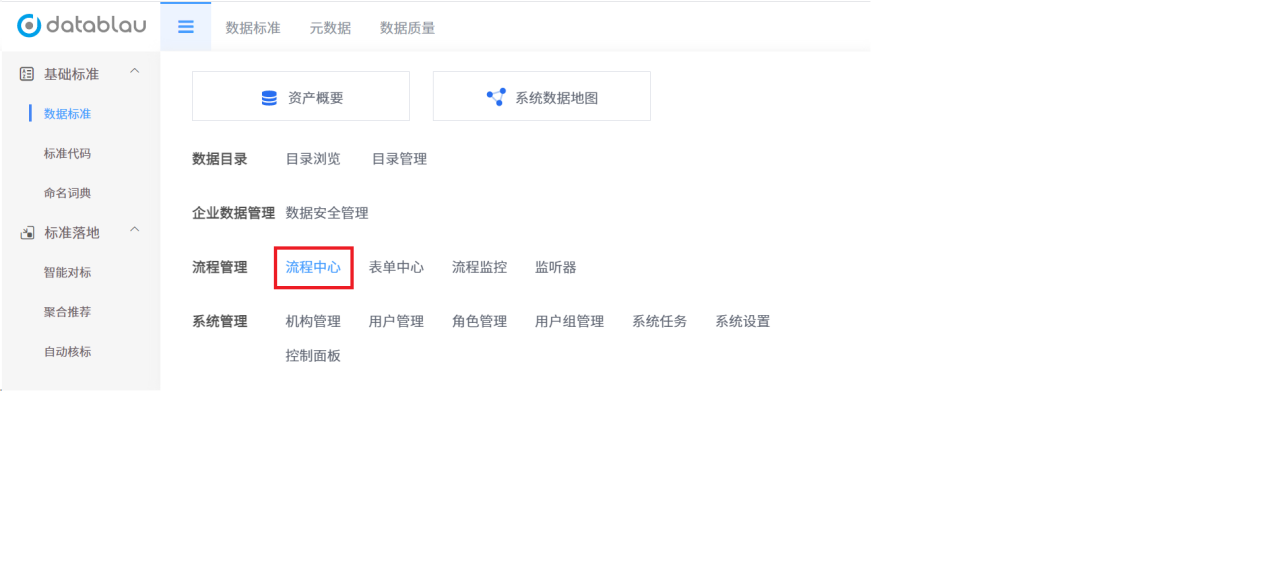 datablau
数据标准 元数据 数据质量
基础标准
数据标准
标准代码
命名词典
标准落地
智能对标
聚合推荐
自动核标
资产概要 系统数据地图
数据目录 目录浏览 目录管理
企业数据管理 数据安全管理
流程管理 流程中心 表单中心 流程监控 监听器
系统管理 机构管理 用户管理 角色管理 用户组管理 系统任务 系统设置
控制面板